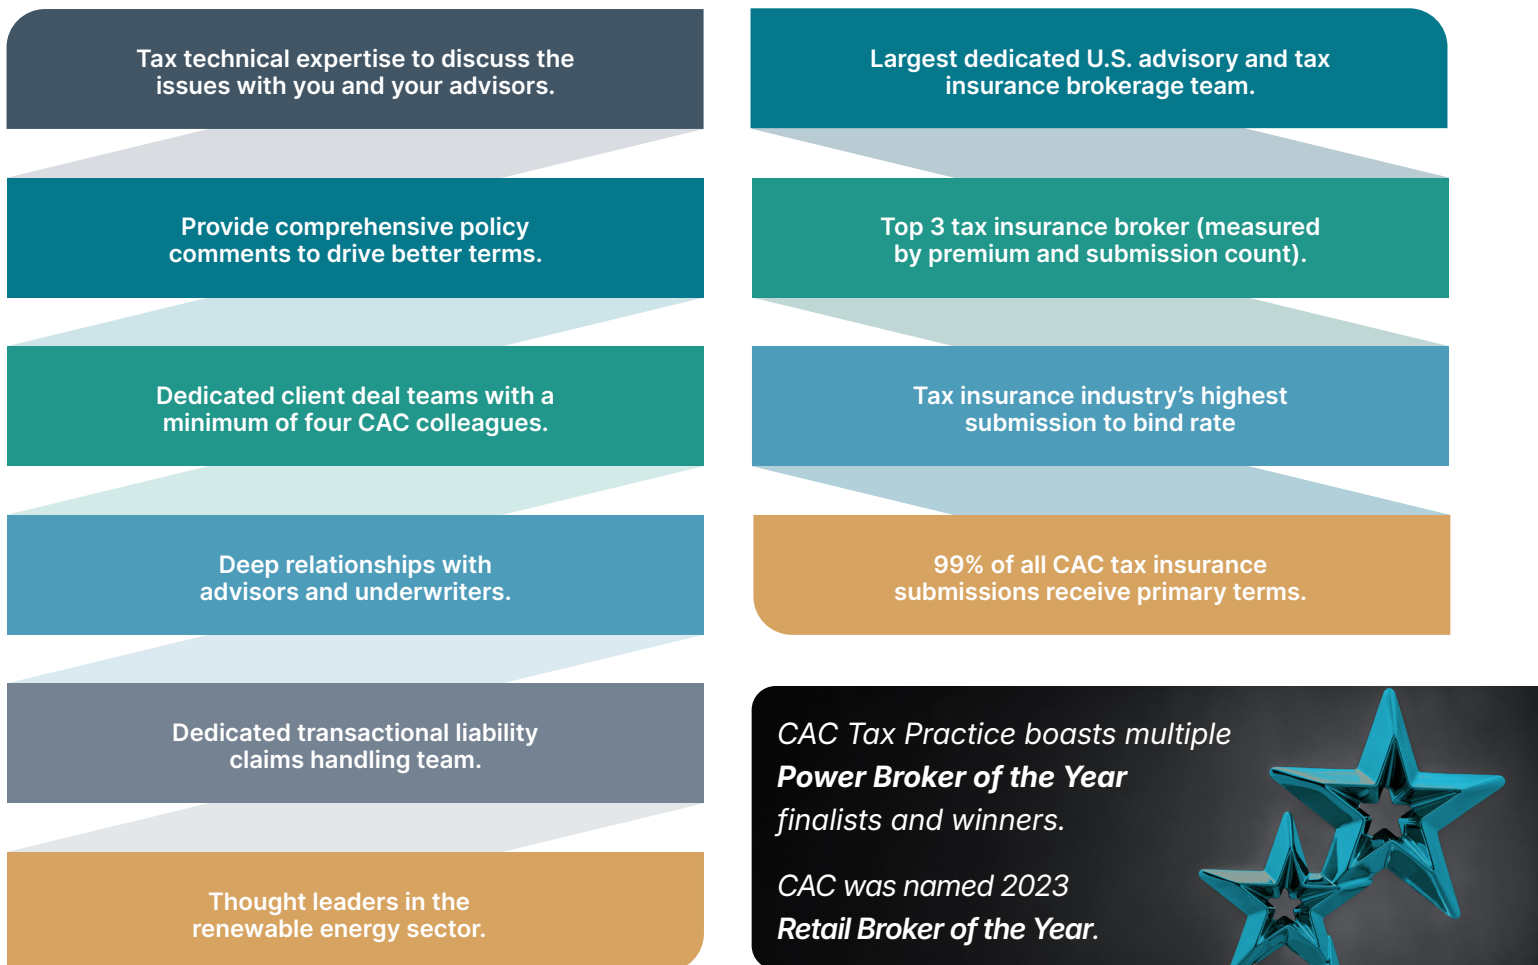 Tax technical expertise to discuss the
issues with you and your advisors.
Provide comprehensive policy
comments to drive better terms.
Dedicated client deal teams with a
minimum of four CAC colleagues.
Deep relationships with
advisors and underwriters.
Dedicated transactional liability
claims handling team.
Thought leaders in the
renewable energy sector.
Largest dedicated U.S. advisory and tax
insurance brokerage team.
Top 3 tax insurance broker (measured
by premium and submission count).
Tax insurance industry’s highest
submission to bind rate
99% of all CAC tax insurance
submissions receive primary terms.
CAC Tax Practice boasts multiple
Power Broker of the Year
finalists and winners.
CAC was named 2023
Retail Broker of the Year.